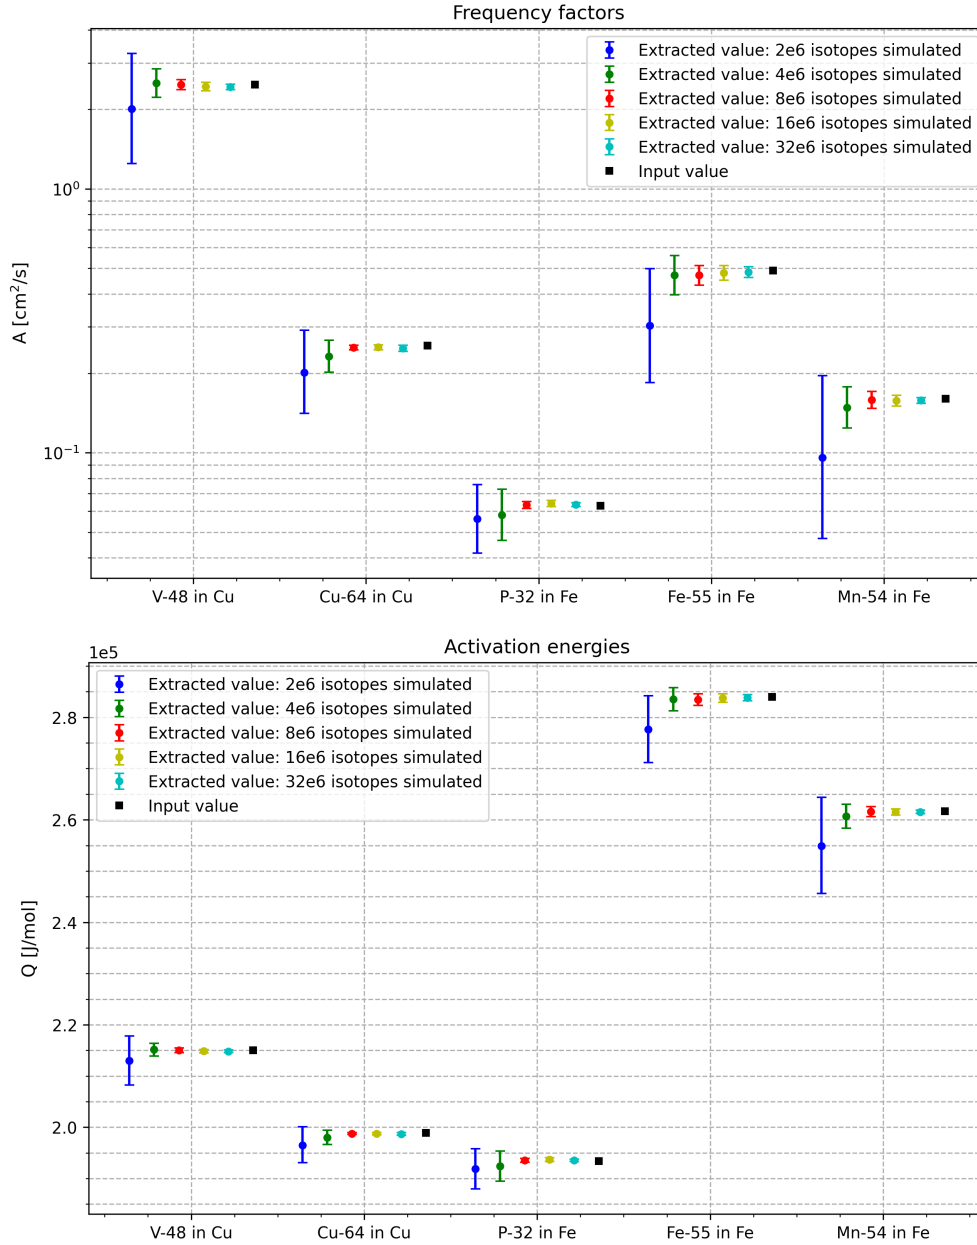 Frequency factors
Extracted value: 2e6 isotopes simulated
Extracted value: 4e6 isotopes simulated
Extracted value: 8e6 isotopes simulated
Extracted value: 16e6 isotopes simulated
Extracted value: 32e6 isotopes simulated
Input value
A [cm²/s]
10⁰
10⁻¹
V-48 in Cu
Cu-64 in Cu
P-32 in Fe
Fe-55 in Fe
Mn-54 in Fe
Activation energies
1e5
Extracted value: 2e6 isotopes simulated
Extracted value: 4e6 isotopes simulated
Extracted value: 8e6 isotopes simulated
Extracted value: 16e6 isotopes simulated
Extracted value: 32e6 isotopes simulated
Input value
Q [J/mol]
2.8
2.6
2.4
2.2
2.0
V-48 in Cu
Cu-64 in Cu
P-32 in Fe
Fe-55 in Fe
Mn-54 in Fe